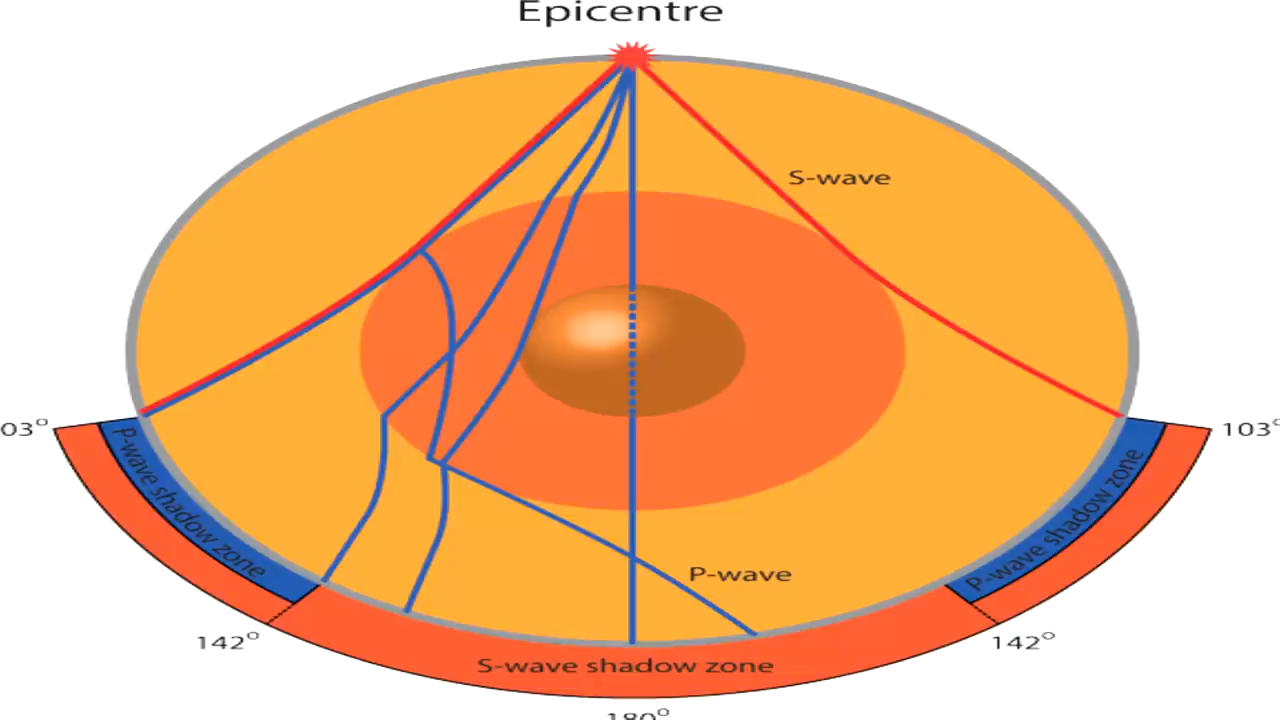 Epicentre
S-wave
03°
103°
P-wave shadow zone
P-wave shadow zone
P-wave
142°
142°
S-wave shadow zone
180°